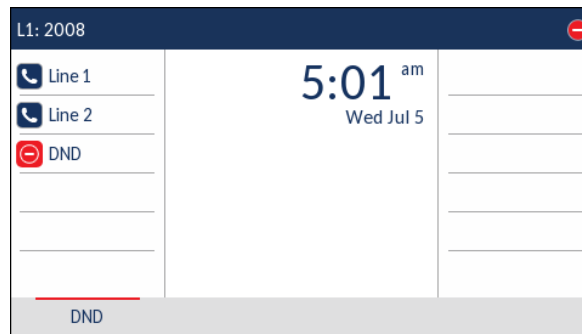 L1: 2008
Line 1
Line 2
DND
5:01 am
Wed Jul 5
DND